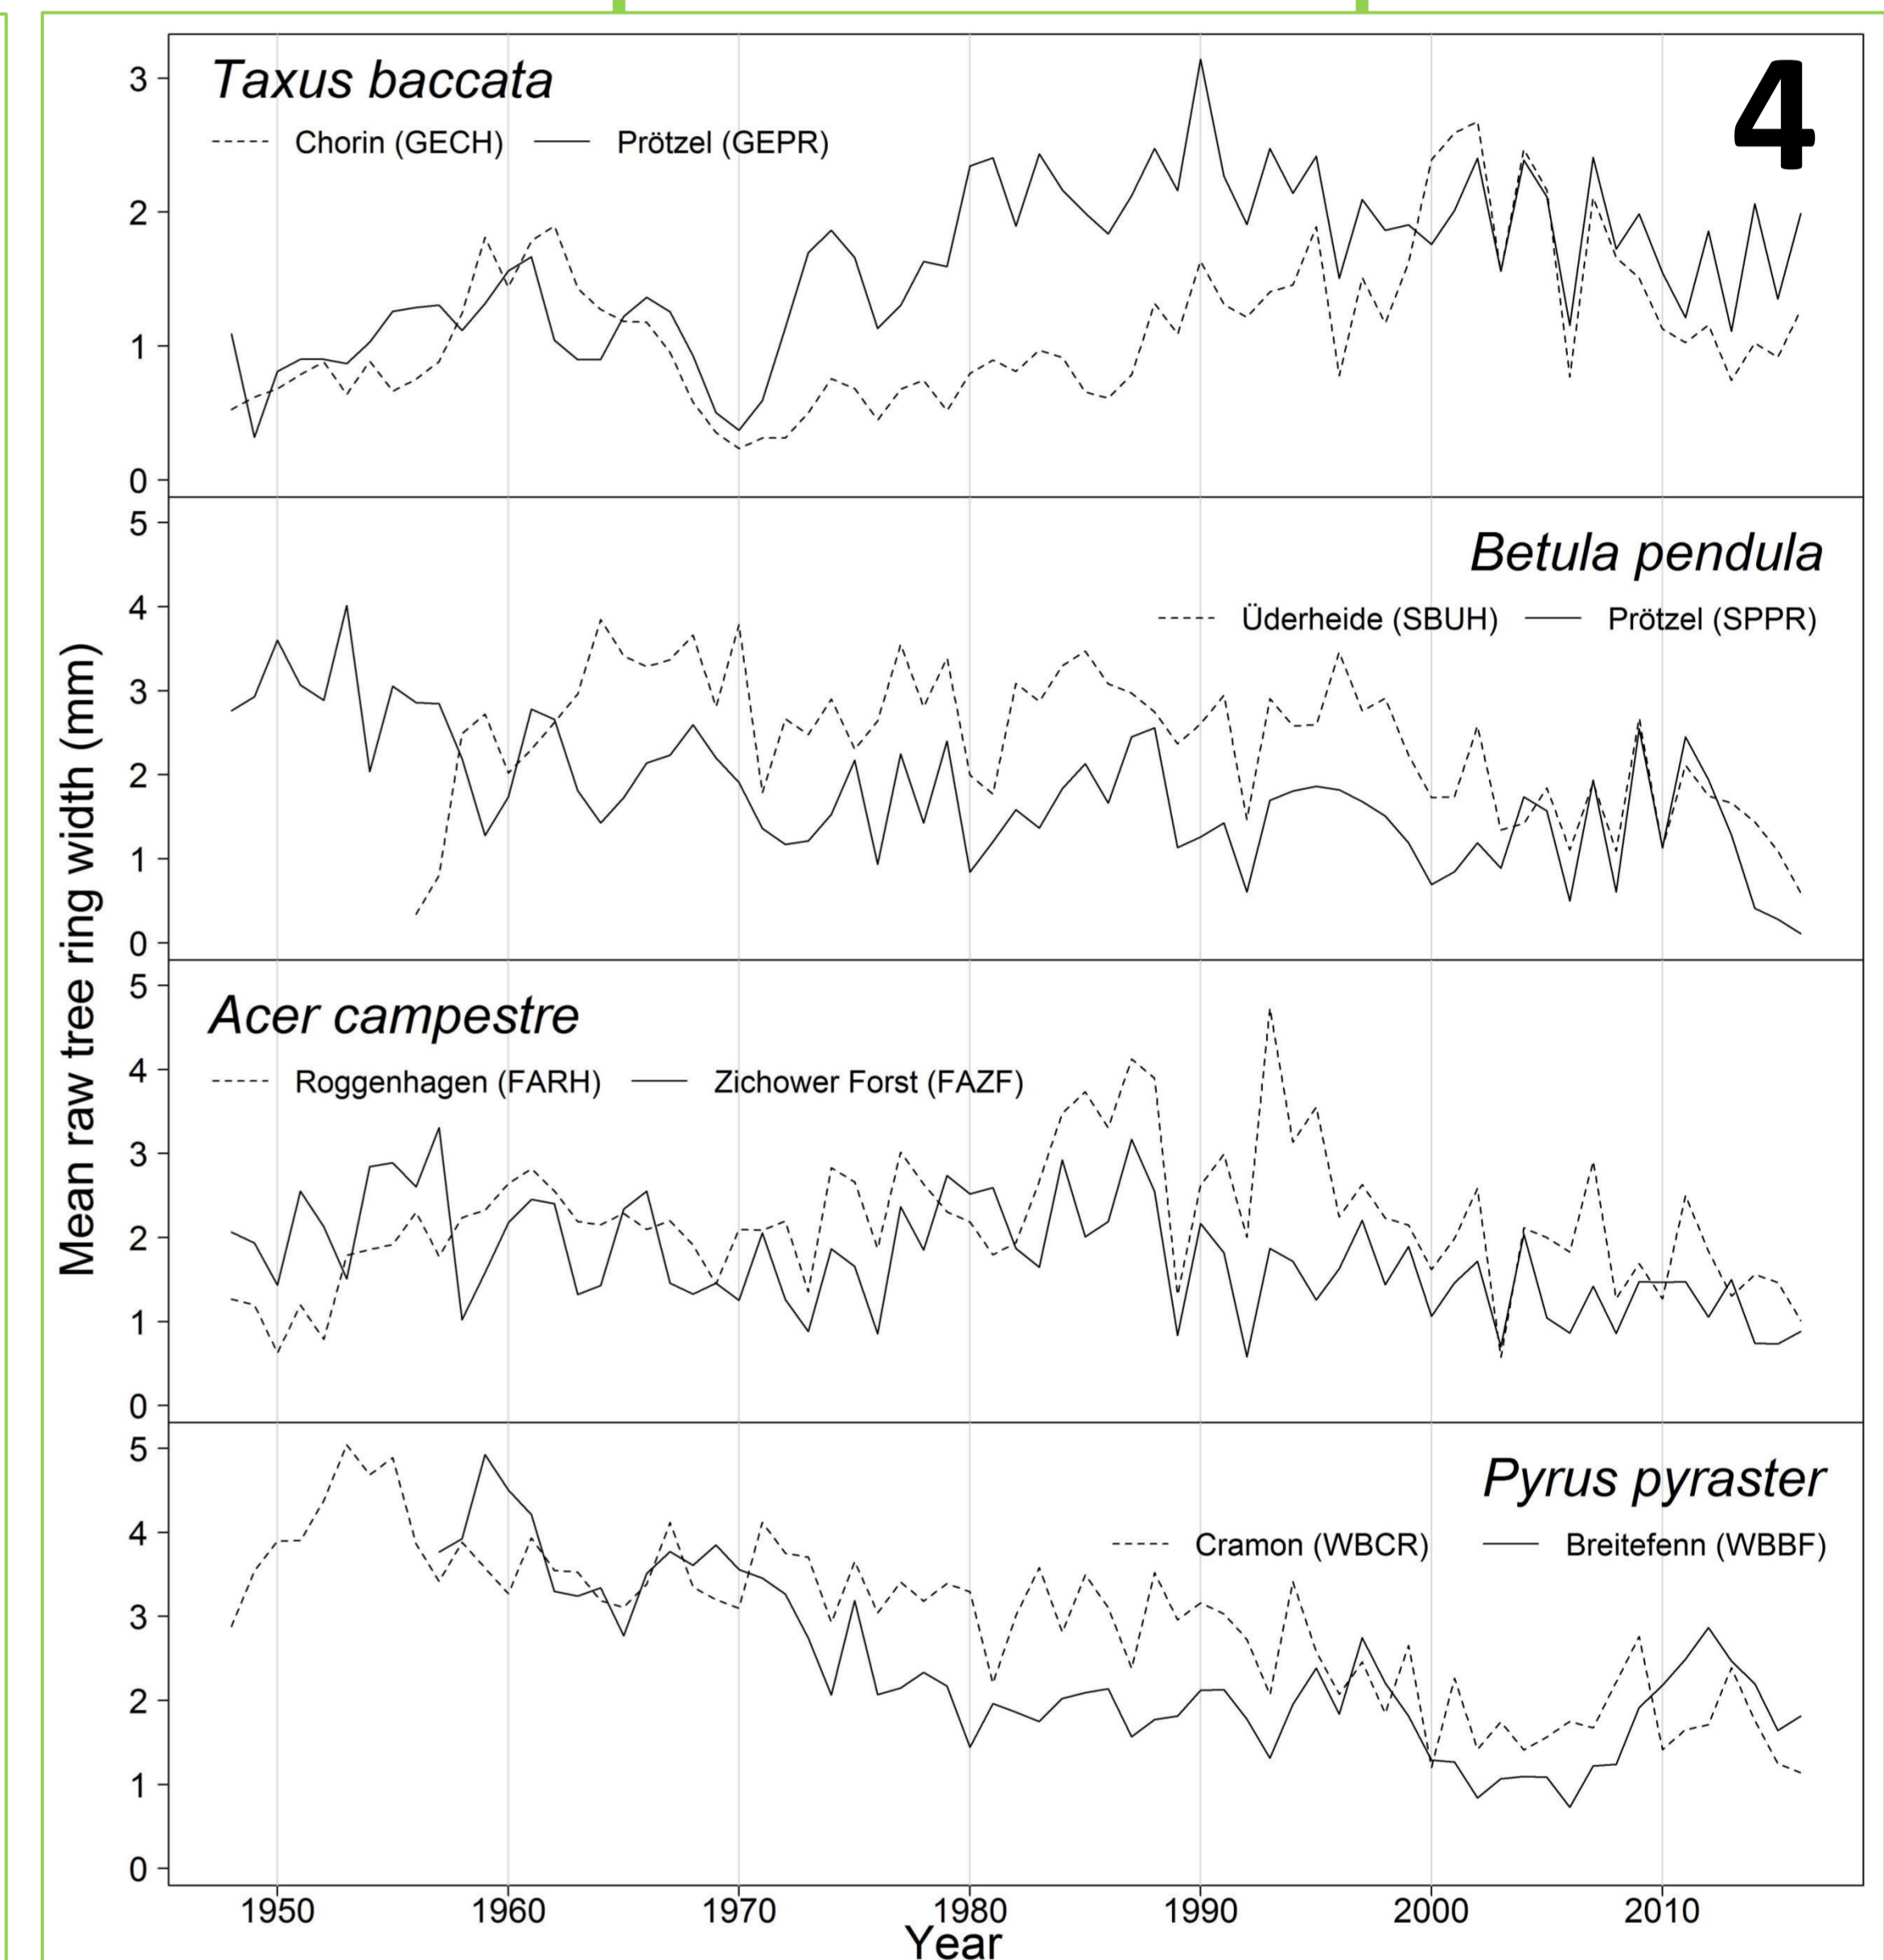 4
Taxus baccata
Chorin (GECH) Prötzel (GEPR)
3
2
1
0
Betula pendula
Üderheide (SBUH) Prötzel (SPPR)
5
4
3
2
1
0
Mean raw tree ring width (mm)
Acer campestre
Roggenhagen (FARH) Zichower Forst (FAZF)
5
4
3
2
1
0
Pyrus pyraster
Cramon (WBCR) Breitefenn (WBBF)
5
4
3
2
1
0
1950 1960 1970 1980 1990 2000 2010
Year